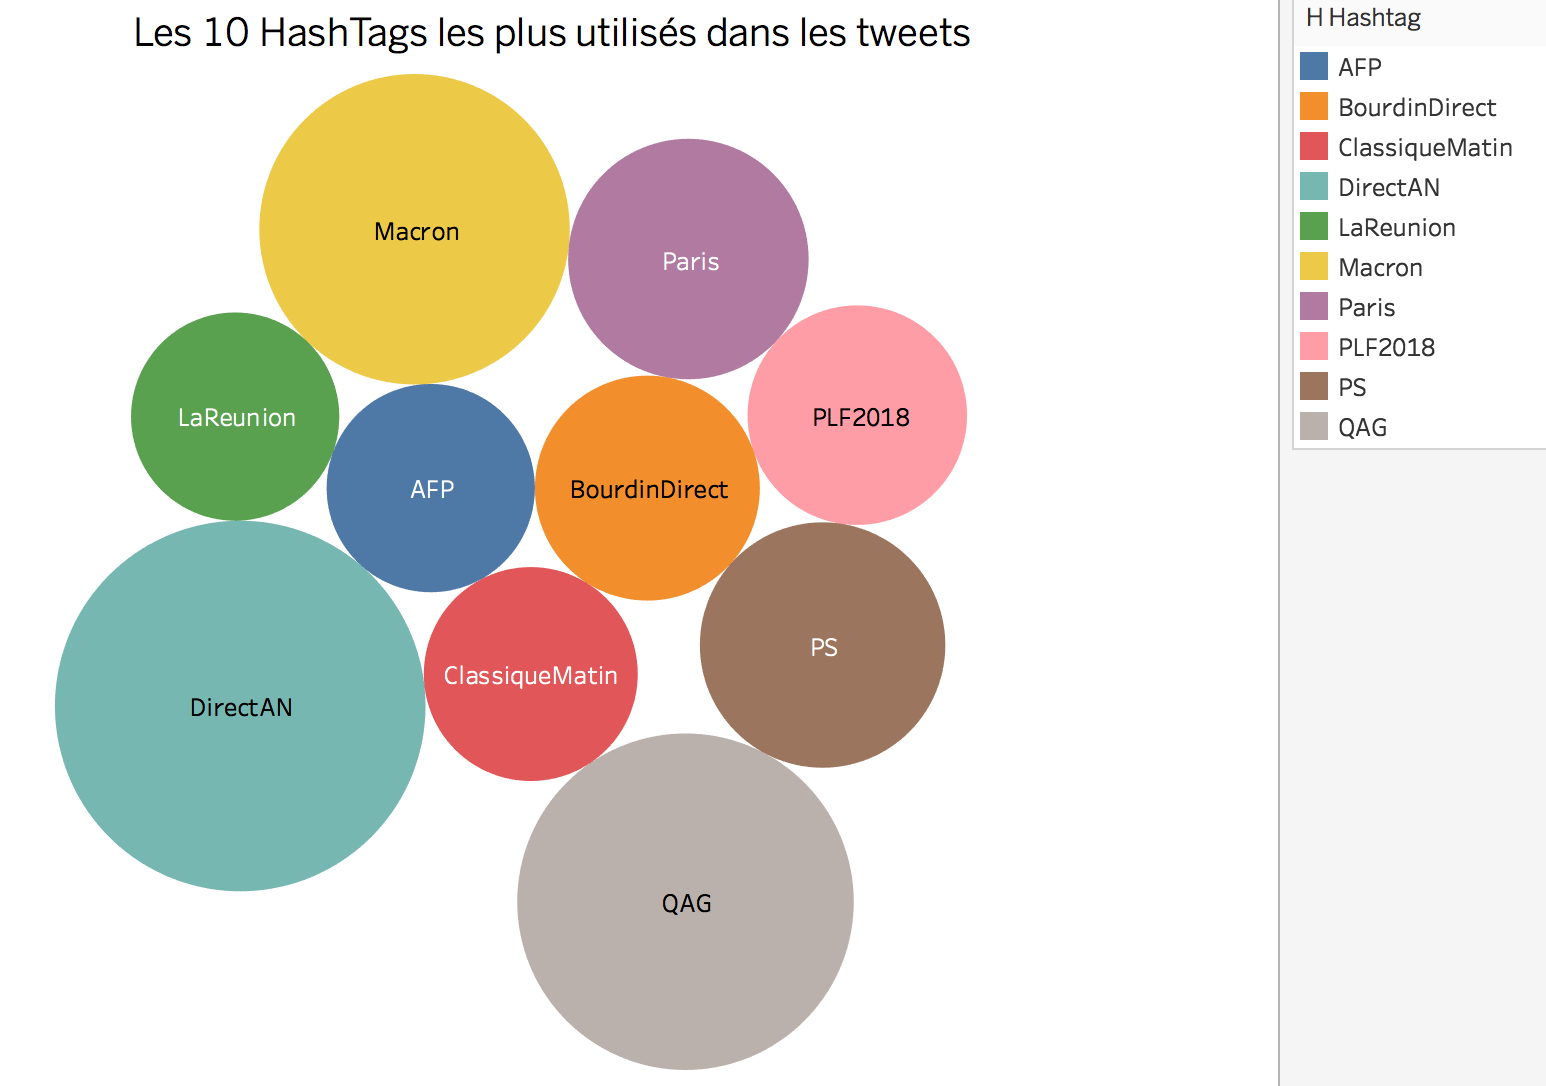 Les 10 HashTags les plus utilisés dans les tweets
Macron
Paris
LaReunion
PLF2018
AFP
BourdinDirect
PS
ClassiqueMatin
DirectAN
QAG
H Hashtag
AFP
BourdinDirect
ClassiqueMatin
DirectAN
LaReunion
Macron
Paris
PLF2018
PS
QAG